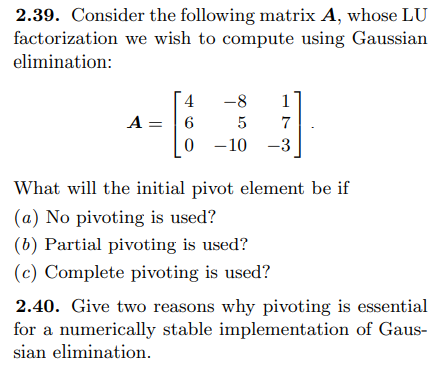 2.39. Consider the following matrix A, whose LU
factorization we wish to compute using Gaussian
elimination:
A = [4 −8 1
6 5 7
0 −10 −3].
What will the initial pivot element be if
(a) No pivoting is used?
(b) Partial pivoting is used?
(c) Complete pivoting is used?
2.40. Give two reasons why pivoting is essential
for a numerically stable implementation of Gaus-
sian elimination.